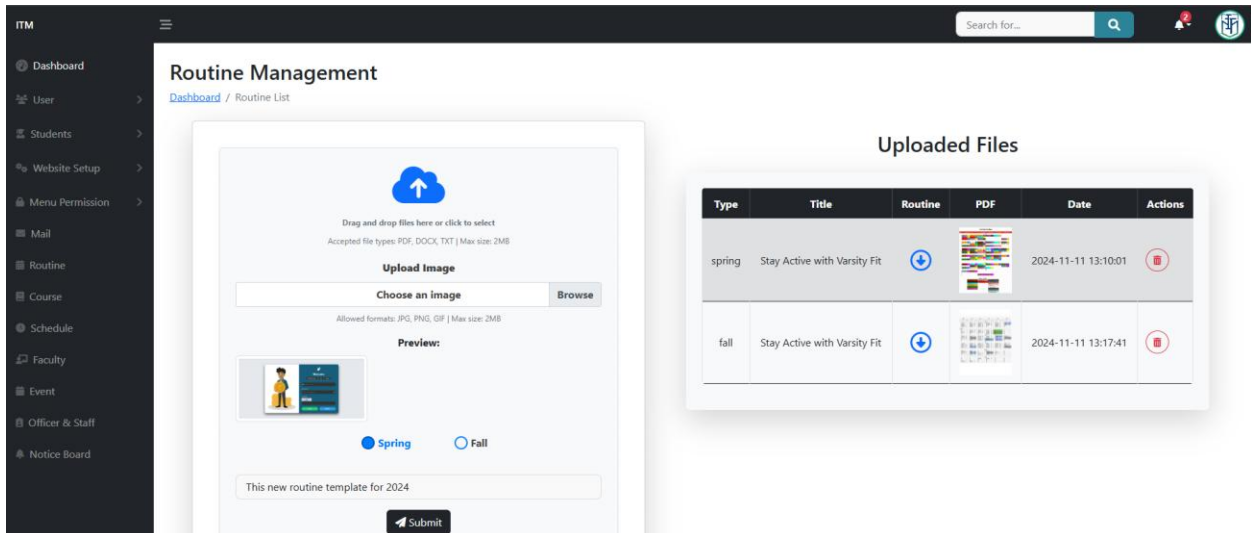 ITM
Search for...
2
Dashboard
User
Students
Website Setup
Menu Permission
Mail
Routine
Course
Schedule
Faculty
Event
Officer & Staff
Notice Board
Routine Management
Dashboard / Routine List
Drag and drop files here or click to select
Accepted file types: PDF, DOCX, TXT | Max size: 2MB
Upload Image
Choose an image Browse
Allowed formats: JPG, PNG, GIF | Max size: 2MB
Preview:
Spring Fall
This new routine template for 2024
Submit
Uploaded Files
Type Title Routine PDF Date Actions
spring Stay Active with Varsity Fit 2024-11-11 13:10:01
fall Stay Active with Varsity Fit 2024-11-11 13:17:41